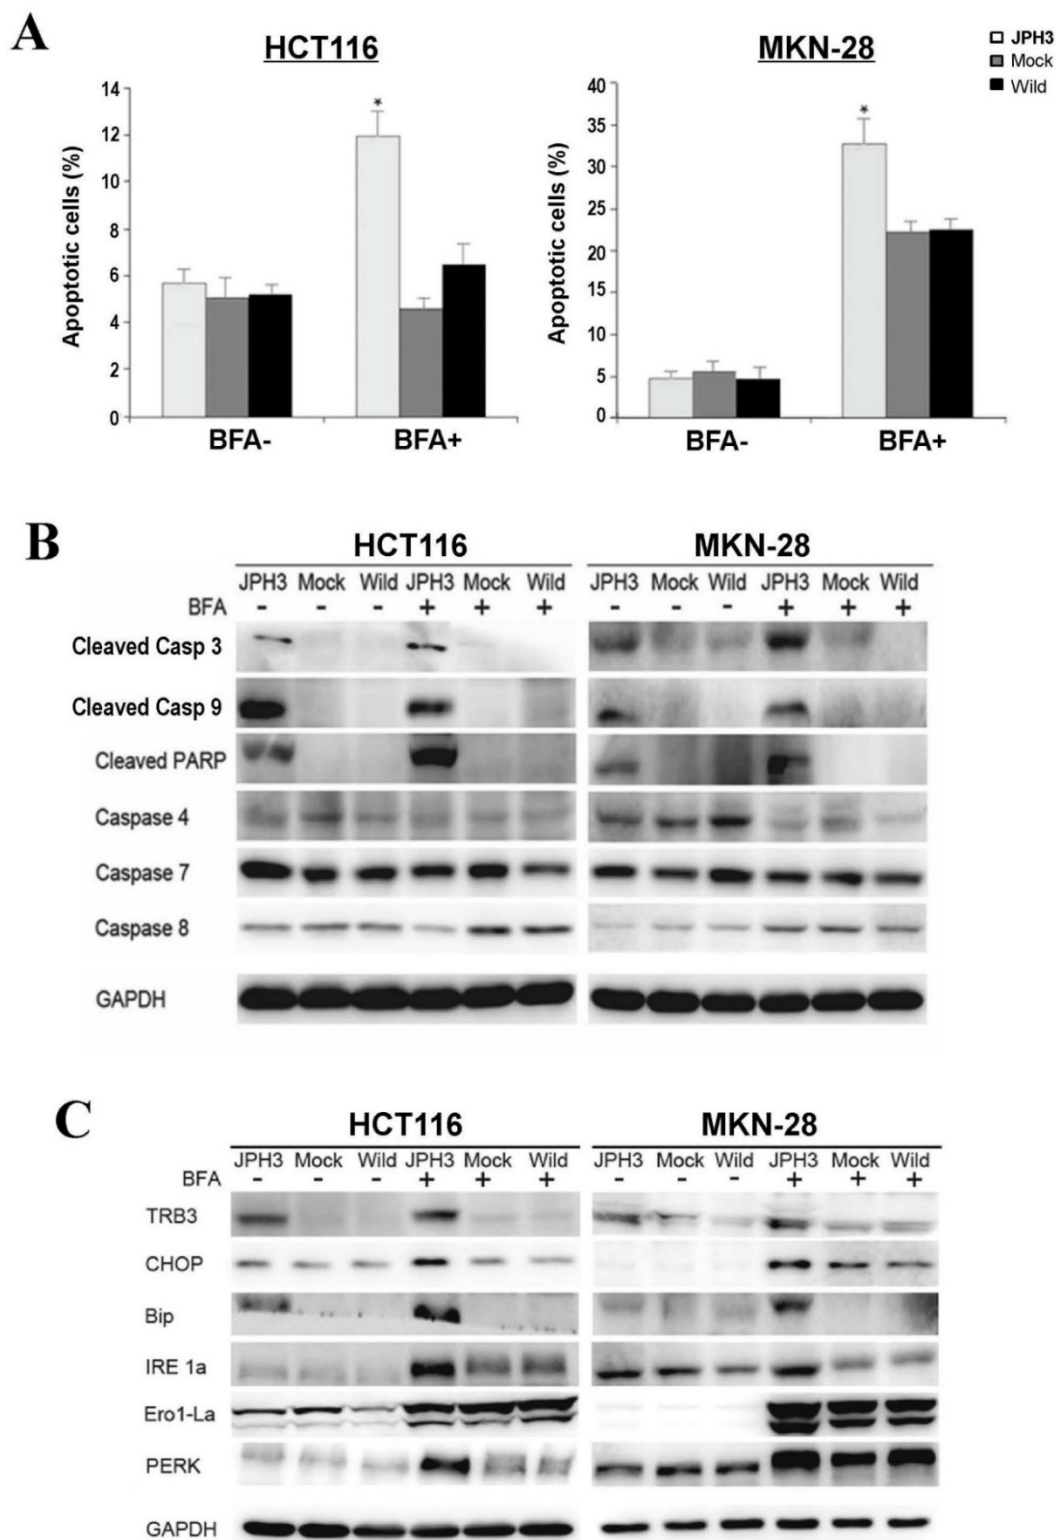 A
HCT116
MKN-28
JPH3
Mock
Wild
Apoptotic cells (%)
14
12
10
8
6
4
2
0
*
BFA-
BFA+
Apoptotic cells (%)
40
35
30
25
20
15
10
5
0
*
BFA-
BFA+
B
HCT116
MKN-28
JPH3 Mock Wild JPH3 Mock Wild JPH3 Mock Wild JPH3 Mock Wild
BFA - - - + + + - - - + + +
Cleaved Casp 3
Cleaved Casp 9
Cleaved PARP
Caspase 4
Caspase 7
Caspase 8
GAPDH
C
HCT116
MKN-28
JPH3 Mock Wild JPH3 Mock Wild JPH3 Mock Wild JPH3 Mock Wild
BFA - - - + + + - - - + + +
TRB3
CHOP
Bip
IRE 1a
Ero1-La
PERK
GAPDH